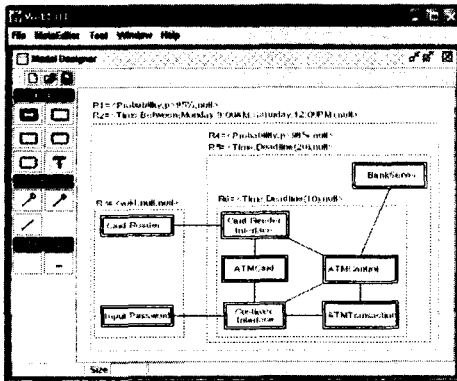 File MetaEditor Tool Window Help
Model Designer
R1=<Probability,p>95%,null>
R2=<Time,Between(Monday 9:00AM,Saturday 12:00PM),null>
R4=<Probability,p>98%,null>
R5=<Time,Deadline(20),null>
BankServer
null,null>
R6=<Time,Deadline(10),null>
Card Reader
Card Reader
Interface
ATMCard
ATMControl
Input Password
Customer
Interface
ATMTransaction
Size